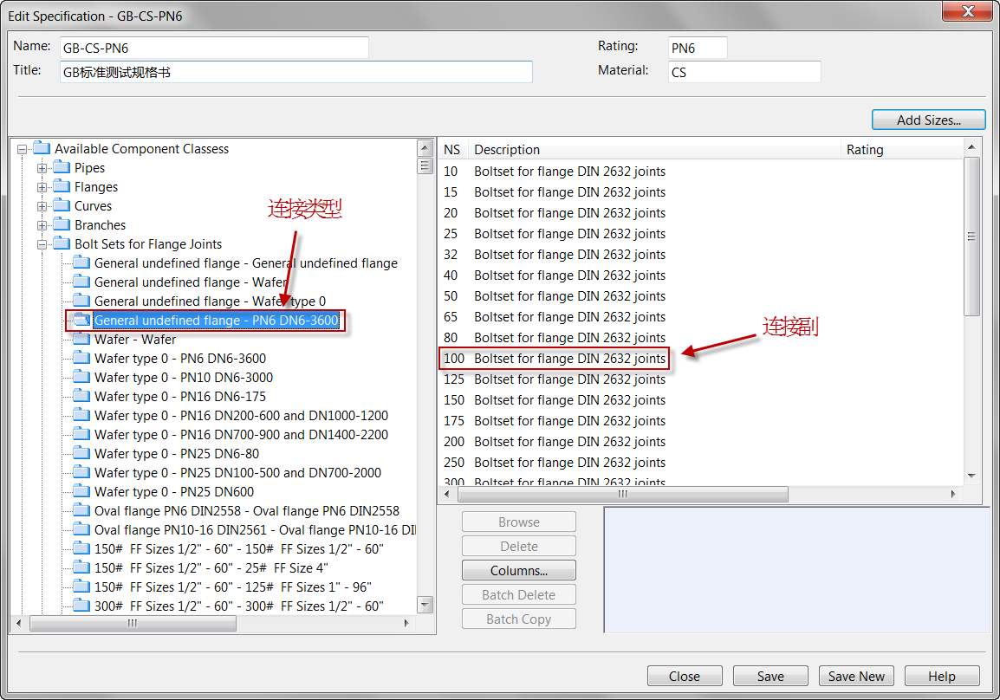 Edit Specification - GB-CS-PN6
Name: GB-CS-PN6 Rating: PN6
Title: GB标准测试规格书 Material: CS
Add Sizes...
Available Component Classess
Pipes
Flanges
Curves
Branches
Bolt Sets for Flange Joints
General undefined flange - General undefined flange
General undefined flange - Wafer
General undefined flange - Wafer type 0
General undefined flange - PN6 DN6-3600
Wafer - Wafer
Wafer type 0 - PN6 DN6-3600
Wafer type 0 - PN10 DN6-3000
Wafer type 0 - PN16 DN6-175
Wafer type 0 - PN16 DN200-600 and DN1000-1200
Wafer type 0 - PN16 DN700-900 and DN1400-2200
Wafer type 0 - PN25 DN6-80
Wafer type 0 - PN25 DN100-500 and DN700-2000
Wafer type 0 - PN25 DN600
Oval flange PN6 DIN2558 - Oval flange PN6 DIN2558
Oval flange PN10-16 DIN2561 - Oval flange PN10-16 DI
150# FF Sizes 1/2" - 60" - 150# FF Sizes 1/2" - 60"
150# FF Sizes 1/2" - 60" - 25# FF Size 4"
150# FF Sizes 1/2" - 60" - 125# FF Sizes 1" - 96"
300# FF Sizes 1/2" - 60" - 300# FF Sizes 1/2" - 60"
连接类型
NS Description Rating
10 Boltset for flange DIN 2632 joints
15 Boltset for flange DIN 2632 joints
20 Boltset for flange DIN 2632 joints
25 Boltset for flange DIN 2632 joints
32 Boltset for flange DIN 2632 joints
40 Boltset for flange DIN 2632 joints
50 Boltset for flange DIN 2632 joints
65 Boltset for flange DIN 2632 joints
80 Boltset for flange DIN 2632 joints
100 Boltset for flange DIN 2632 joints
125 Boltset for flange DIN 2632 joints
150 Boltset for flange DIN 2632 joints
175 Boltset for flange DIN 2632 joints
200 Boltset for flange DIN 2632 joints
250 Boltset for flange DIN 2632 joints
300 Boltset for flange DIN 2632 joints
连接副
Browse
Delete
Columns...
Batch Delete
Batch Copy
Close Save Save New Help